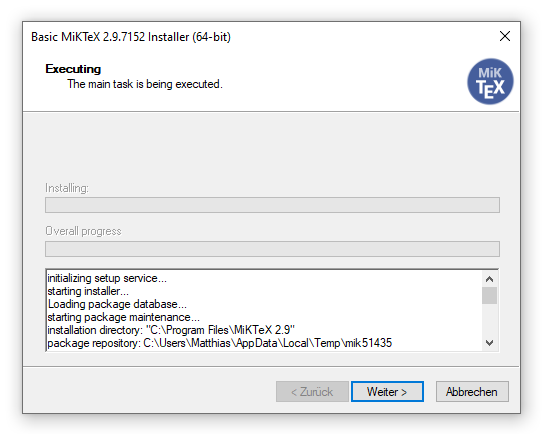 Basic MiKTeX 2.9.7152 Installer (64-bit)
Executing
The main task is being executed.
MiK
TEX
Installing:
Overall progress
initializing setup service...
starting installer...
Loading package database...
starting package maintenance...
installation directory: "C:\Program Files\MiKTeX 2.9"
package repository: C:\Users\Matthias\AppData\Local\Temp\mik51435
< Zurück
Weiter >
Abbrechen